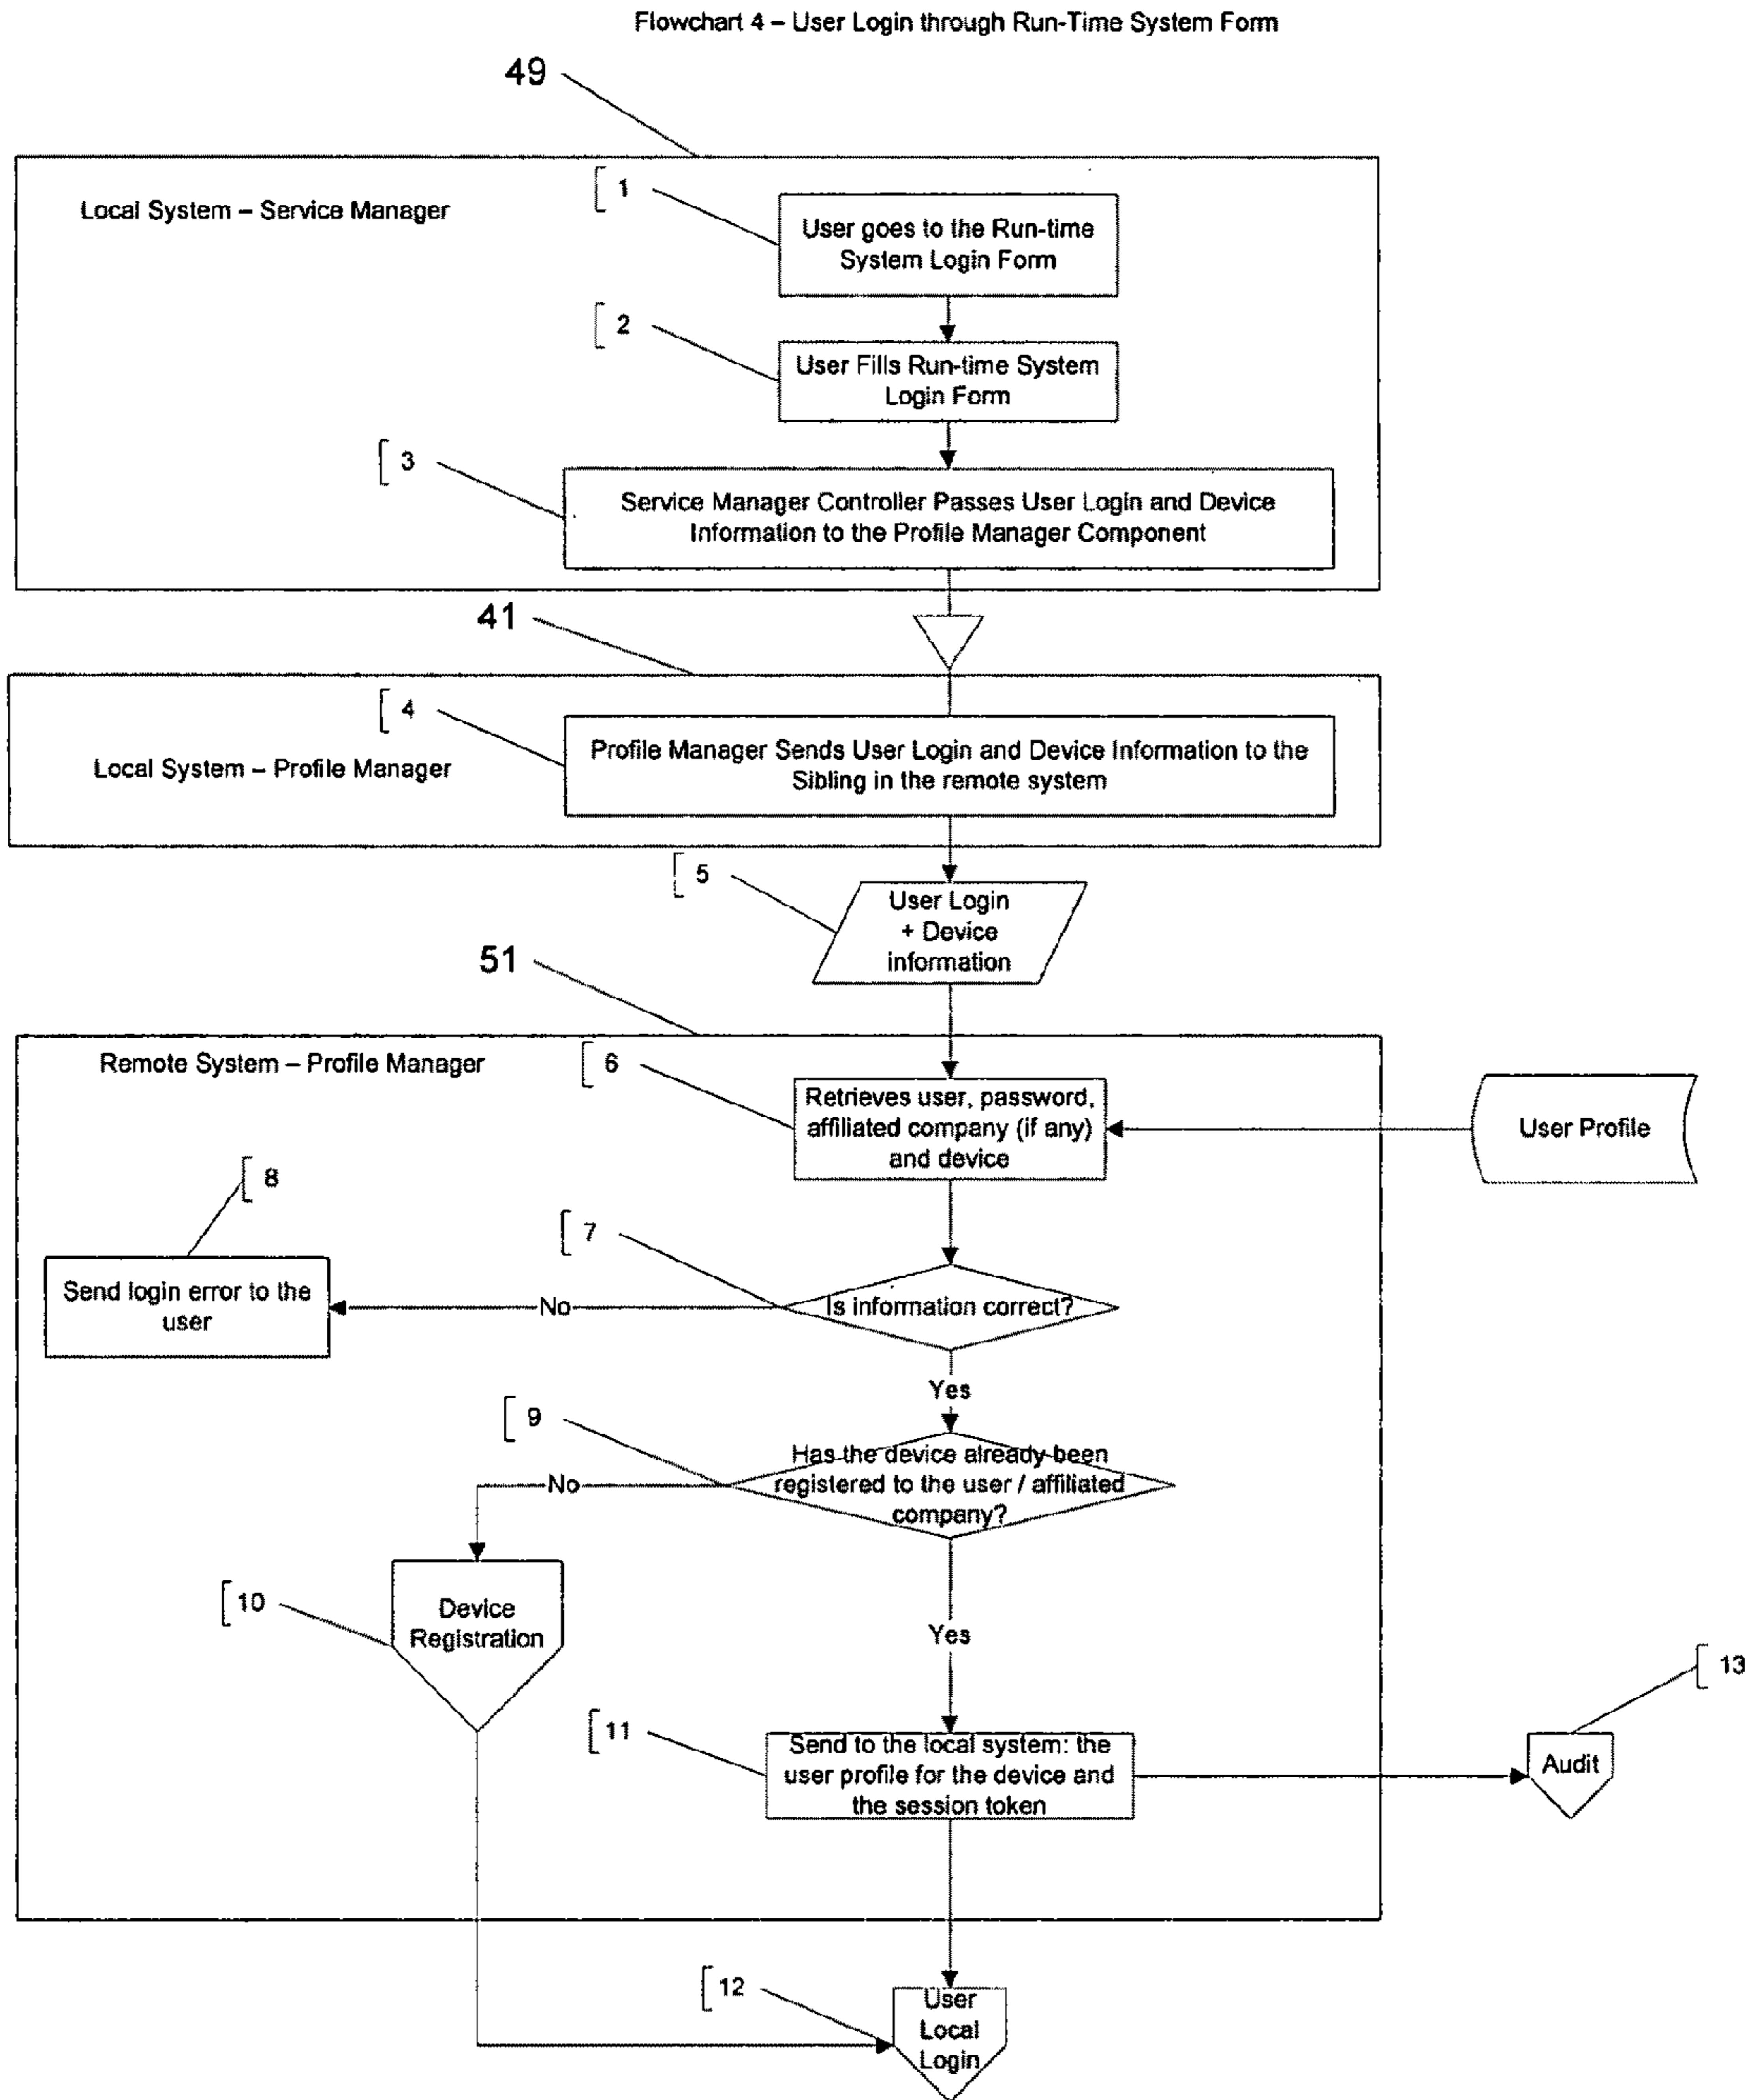 Flowchart 4 – User Login through Run-Time System Form
49
Local System – Service Manager
1
User goes to the Run-time
System Login Form
2
User Fills Run-time System
Login Form
3
Service Manager Controller Passes User Login and Device
Information to the Profile Manager Component
41
4
Local System – Profile Manager
Profile Manager Sends User Login and Device Information to the
Sibling in the remote system
5
User Login
+ Device
information
51
Remote System – Profile Manager
6
Retrieves user, password,
affiliated company (if any)
and device
User Profile
8
Send login error to the
user
7
No
Is information correct?
Yes
9
No
Has the device already been
registered to the user / affiliated
company?
10
Device
Registration
Yes
11
Send to the local system: the
user profile for the device and
the session token
13
Audit
12
User
Local
Login